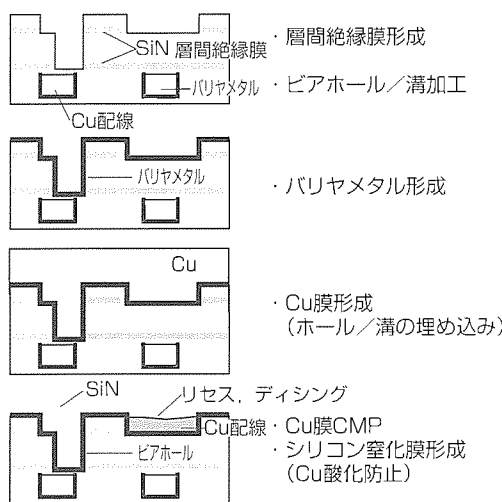 SiN 層間絶縁膜
・層間絶縁膜形成
バリヤメタル
・ビアホール／溝加工
Cu配線
バリヤメタル
・バリヤメタル形成
Cu
・Cu膜形成
(ホール／溝の埋め込み)
SiN
リセス，ディシング
Cu配線
・Cu膜CMP
ビアホール
・シリコン窒化膜形成
(Cu酸化防止)